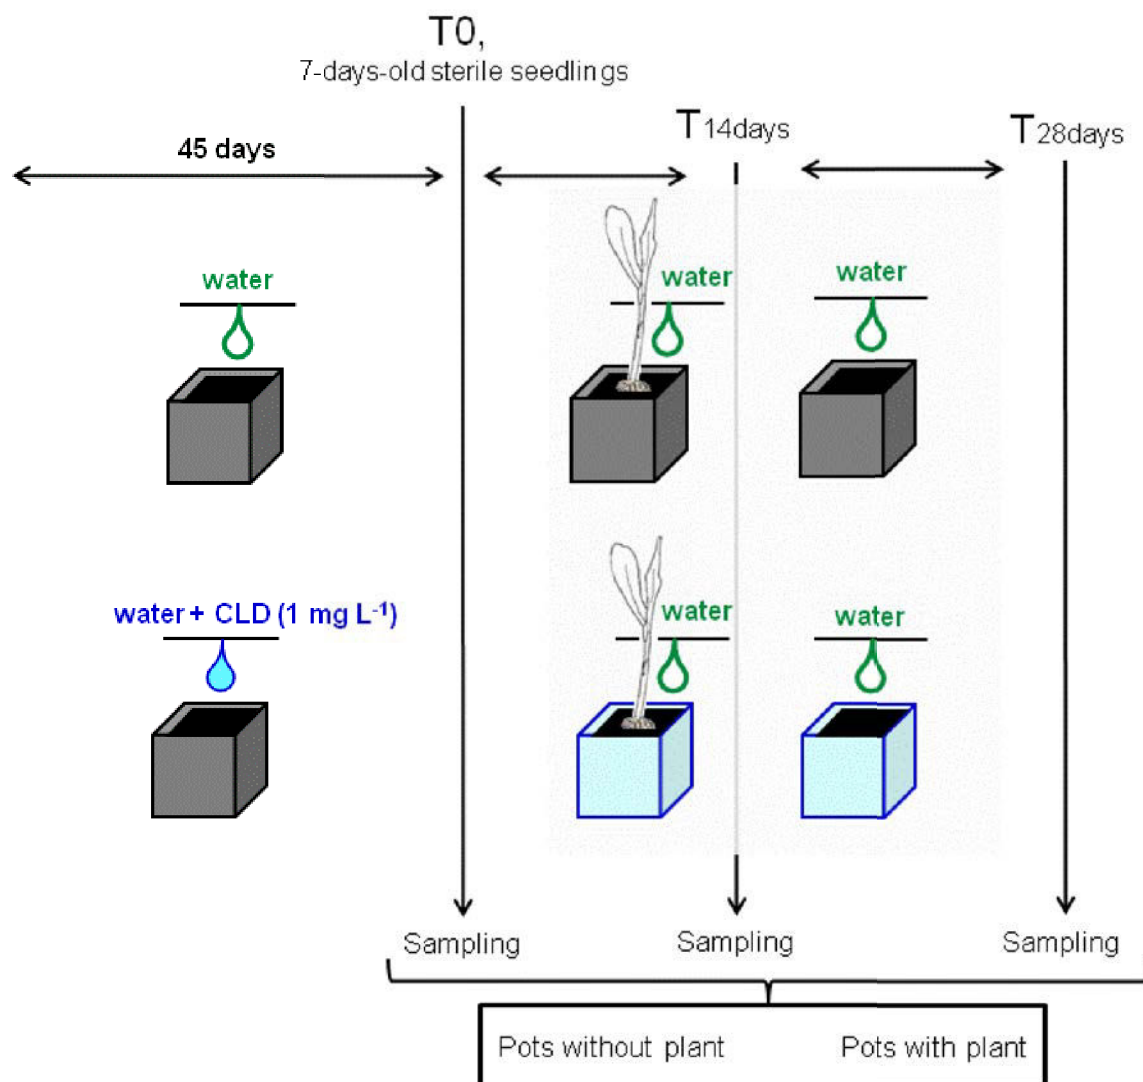 T0,
7-days-old sterile seedlings
T14days
T28days
45 days
water
water
water
water + CLD (1 mg L-1)
water
water
Sampling
Sampling
Sampling
Pots without plant
Pots with plant